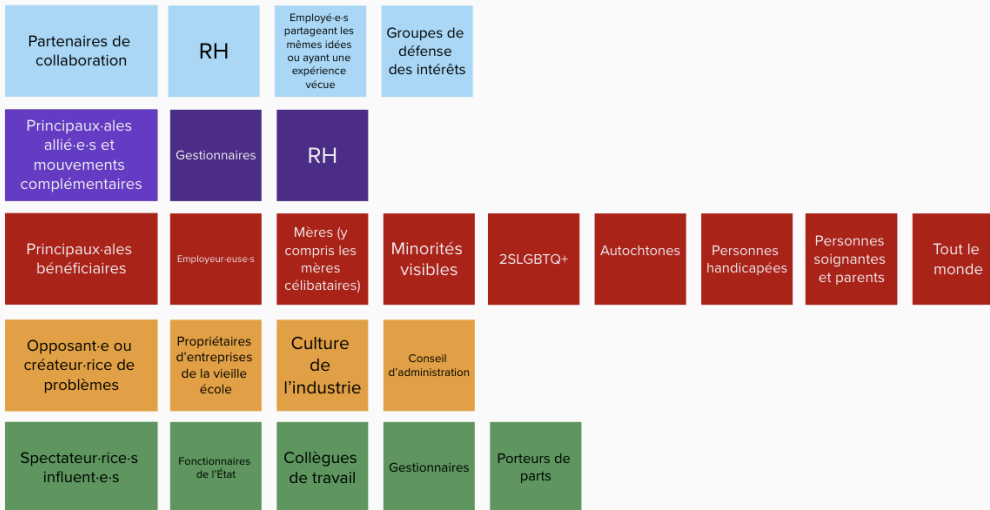 Partenaires de
collaboration
RH
Employé·e·s
partageant les
mêmes idées
ou ayant une
expérience
vécue
Groupes de
défense
des intérêts
Principaux·ales
allié·e·s et
mouvements
complémentaires
Gestionnaires
RH
Principaux·ales
bénéficiaires
Employeur·euse·s
Mères (y
compris les
mères
célibataires)
Minorités
visibles
2SLGBTQ+
Autochtones
Personnes
handicapées
Personnes
soignantes
et parents
Tout le
monde
Opposant·e ou
créateur·rice de
problèmes
Propriétaires
d'entreprises
de la vieille
école
Culture
de
l'industrie
Conseil
d'administration
Spectateur·rice·s
influent·e·s
Fonctionnaires
de l'État
Collègues
de travail
Gestionnaires
Porteurs de
parts